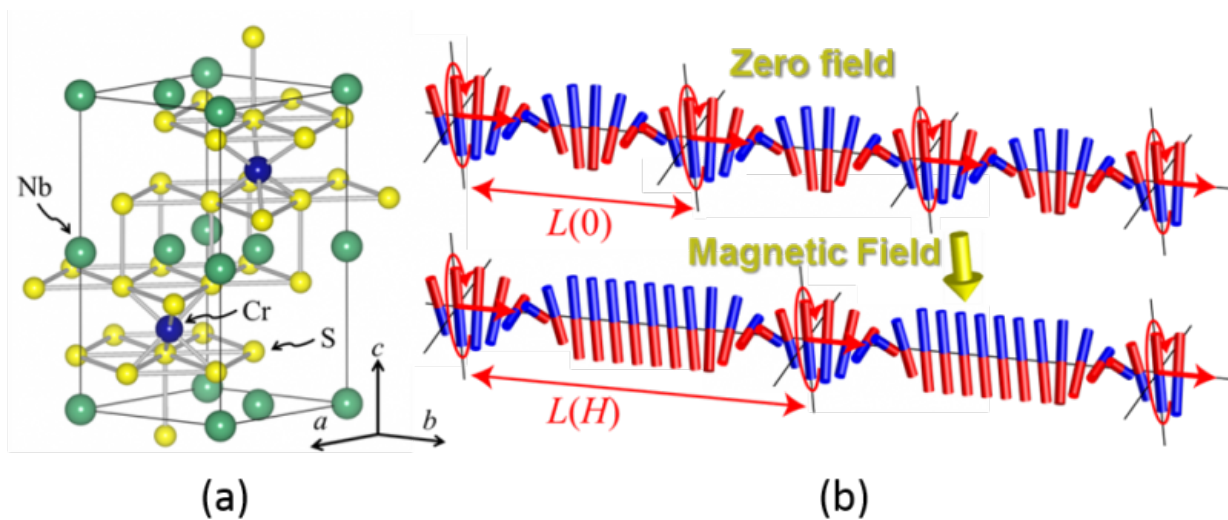 Nb
Cr
S
c
a
b
(a)
Zero field
L(0)
Magnetic Field
L(H)
(b)